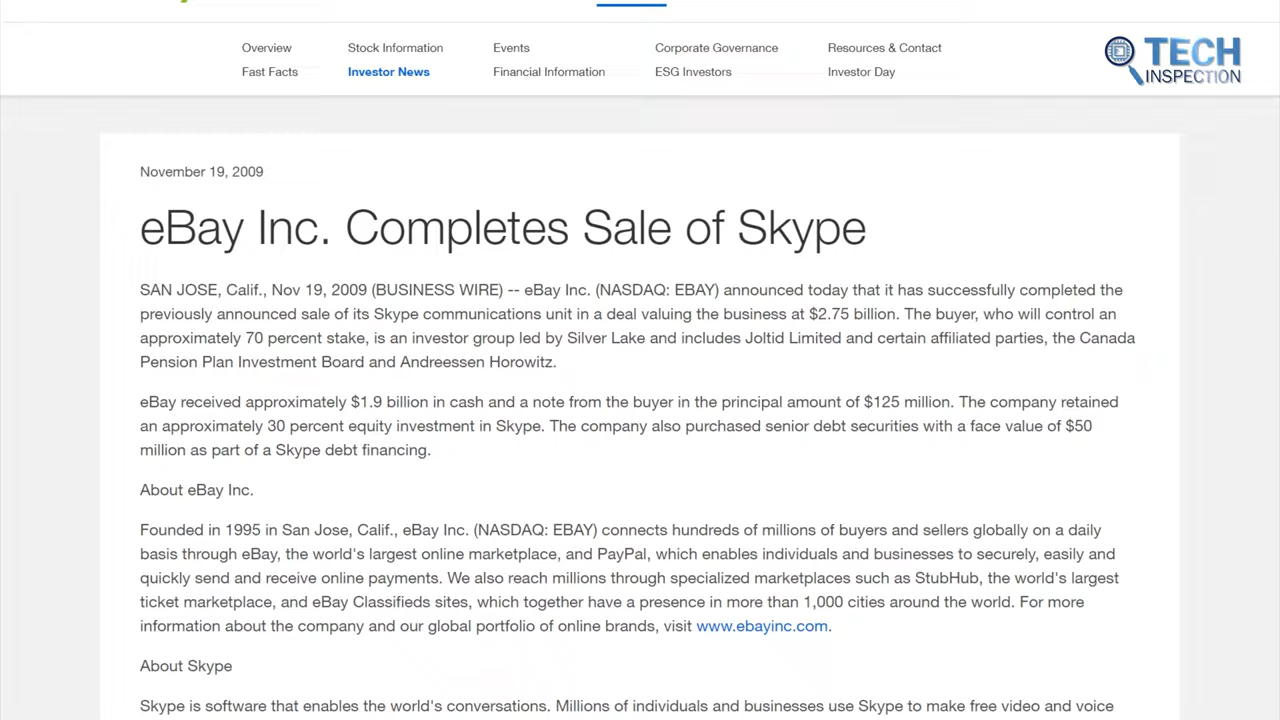 Overview Stock Information Events Corporate Governance Resources & Contact
Fast Facts Investor News Financial Information ESG Investors Investor Day
TECH
INSPECTION
November 19, 2009
eBay Inc. Completes Sale of Skype
SAN JOSE, Calif., Nov 19, 2009 (BUSINESS WIRE) -- eBay Inc. (NASDAQ: EBAY) announced today that it has successfully completed the
previously announced sale of its Skype communications unit in a deal valuing the business at $2.75 billion. The buyer, who will control an
approximately 70 percent stake, is an investor group led by Silver Lake and includes Joltid Limited and certain affiliated parties, the Canada
Pension Plan Investment Board and Andreessen Horowitz.
eBay received approximately $1.9 billion in cash and a note from the buyer in the principal amount of $125 million. The company retained
an approximately 30 percent equity investment in Skype. The company also purchased senior debt securities with a face value of $50
million as part of a Skype debt financing.
About eBay Inc.
Founded in 1995 in San Jose, Calif., eBay Inc. (NASDAQ: EBAY) connects hundreds of millions of buyers and sellers globally on a daily
basis through eBay, the world's largest online marketplace, and PayPal, which enables individuals and businesses to securely, easily and
quickly send and receive online payments. We also reach millions through specialized marketplaces such as StubHub, the world's largest
ticket marketplace, and eBay Classifieds sites, which together have a presence in more than 1,000 cities around the world. For more
information about the company and our global portfolio of online brands, visit www.ebayinc.com.
About Skype
Skype is software that enables the world's conversations. Millions of individuals and businesses use Skype to make free video and voice